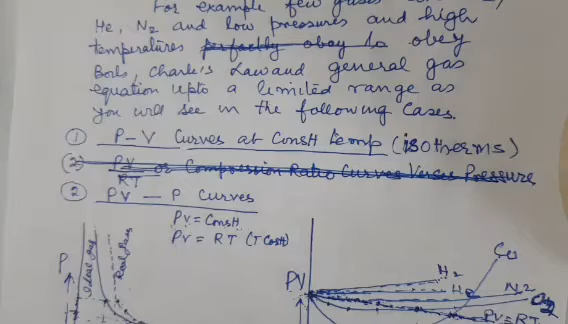 For example few gases
He, N2 and low pressures and high
temperatures perfectly obey to obey
Boils, Charle's Law and general gas
equation upto a limited range as
you will see in the following Cases.
① P-V Curves at Const temp (isotherms)
(2) PV/RT or Compression Ratio Curves Versus Pressure
② PV - P Curves
PV = Const
PV = RT (T Const)
P
Ideal gas
Real gas
PV
H2
He
N2
O2
PV=RT